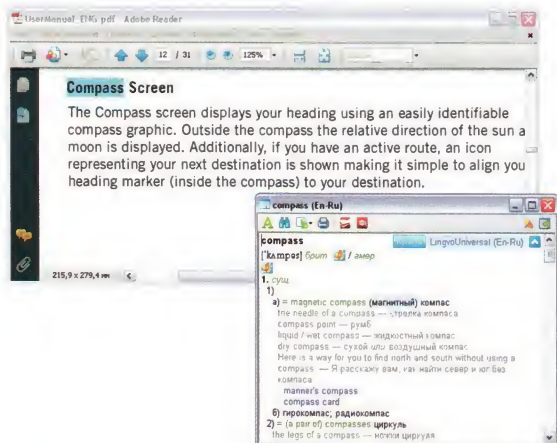 UserManual_ENG.pdf - Adobe Reader
12 / 31
125%
Compass Screen
The Compass screen displays your heading using an easily identifiable
compass graphic. Outside the compass the relative direction of the sun a
moon is displayed. Additionally, if you have an active route, an icon
representing your next destination is shown making it simple to align you
heading marker (inside the compass) to your destination.
215,9 x 279,4 мм
compass (En-Ru)
compass
LingvoUniversal (En-Ru)
['kʌmpəs] брит. / амер.
1. сущ.
1)
а) = magnetic compass (магнитный) компас
the needle of a compass — стрелка компаса
compass point — румб
liquid / wet compass — жидкостный компас
dry compass — сухой или воздушный компас
Here is a way for you to find north and south without using a
compass. — Я расскажу вам, как найти север и юг без
компаса.
mariner's compass
compass card
б) гирокомпас; радиокомпас
2) = (a pair of) compasses циркуль
the legs of a compass — ножки циркуля